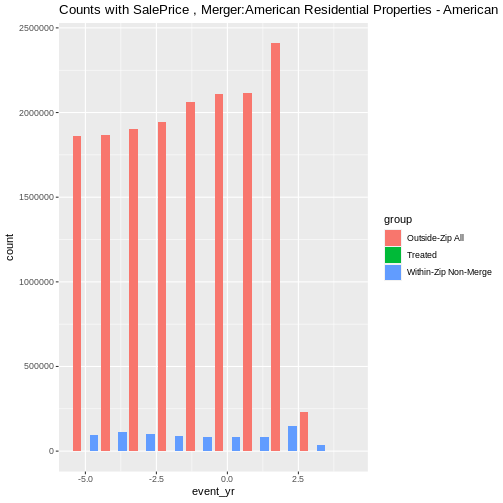 Counts with SalePrice , Merger:American Residential Properties - American
2500000
2000000
1500000
1000000
500000
0
count
-5.0
-2.5
0.0
2.5
event_yr
group
Outside-Zip All
Treated
Within-Zip Non-Merge